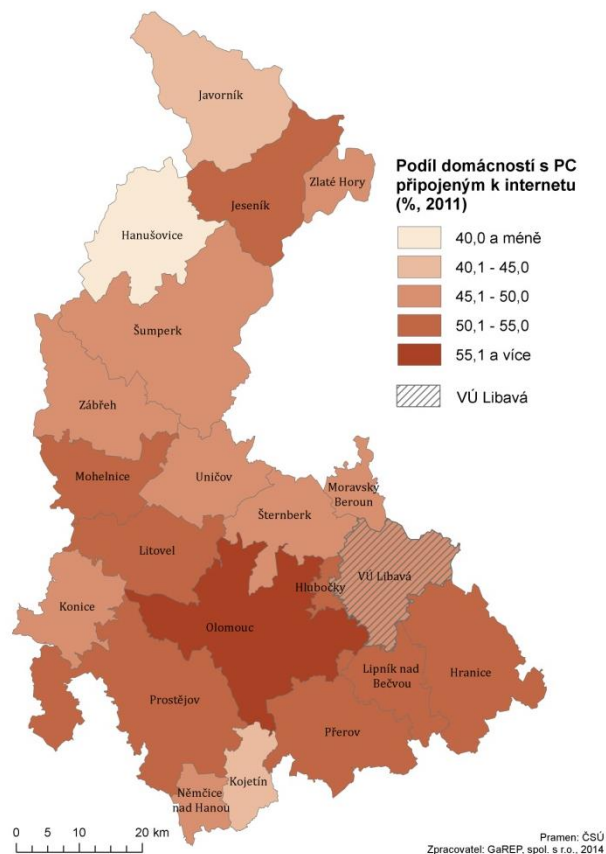 Javorník
Podíl domácností s PC
připojeným k internetu
(%, 2011)
Zlaté Hory
Jeseník
Hanušovice
40,0 a méně
40,1 - 45,0
45,1 - 50,0
50,1 - 55,0
55,1 a více
VÚ Libavá
Šumperk
Zábřeh
Mohelnice
Uničov
Moravský
Beroun
Šternberk
Litovel
VÚ Libavá
Hlubočky
Konice
Olomouc
Lipník nad
Bečvou
Hranice
Prostějov
Přerov
Němčice
nad Hanou
Kojetín
0 5 10 20 km
Pramen: ČSÚ
Zpracovatel: GaREP, spol. s r.o., 2014